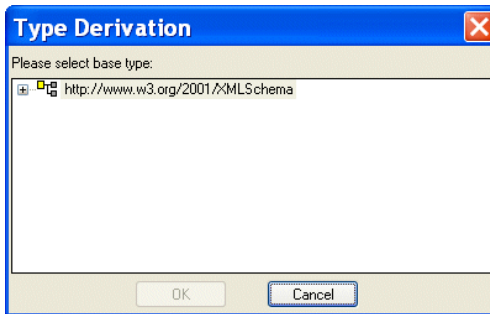 Type Derivation
Please select base type:
http://www.w3.org/2001/XMLSchema
OK
Cancel